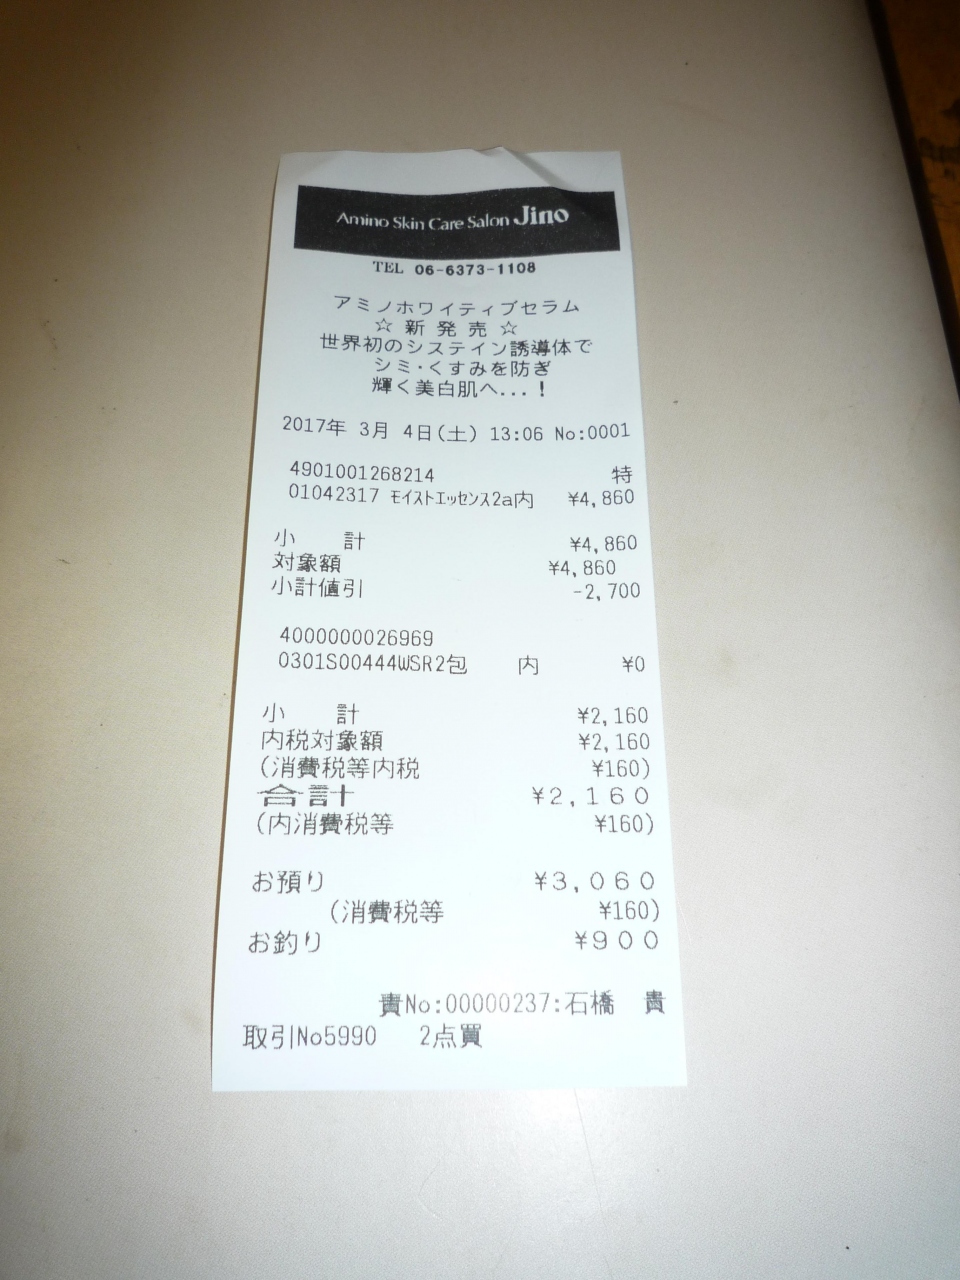 Amino Skin Care Salon Jino
TEL 06-6373-1108
アミノホワイティブセラム
☆ 新 発 売 ☆
世界初のシステイン誘導体で
シミ・くすみを防ぎ
輝く美白肌へ...！
2017年 3月 4日(土) 13:06 No:0001
4901001268214 特
01042317 ﾓｲｽﾄｴｯｾﾝｽ2a内 ¥4,860
小 計 ¥4,860
対象額 ¥4,860
小計値引 -2,700
4000000026969
0301S00444WSR2包 内 ¥0
小 計 ¥2,160
内税対象額 ¥2,160
(消費税等内税 ¥160)
合計 ¥2,160
(内消費税等 ¥160)
お預り ¥3,060
(消費税等 ¥160)
お釣り ¥900
責No:00000237:石橋 貴
取引No5990 2点買